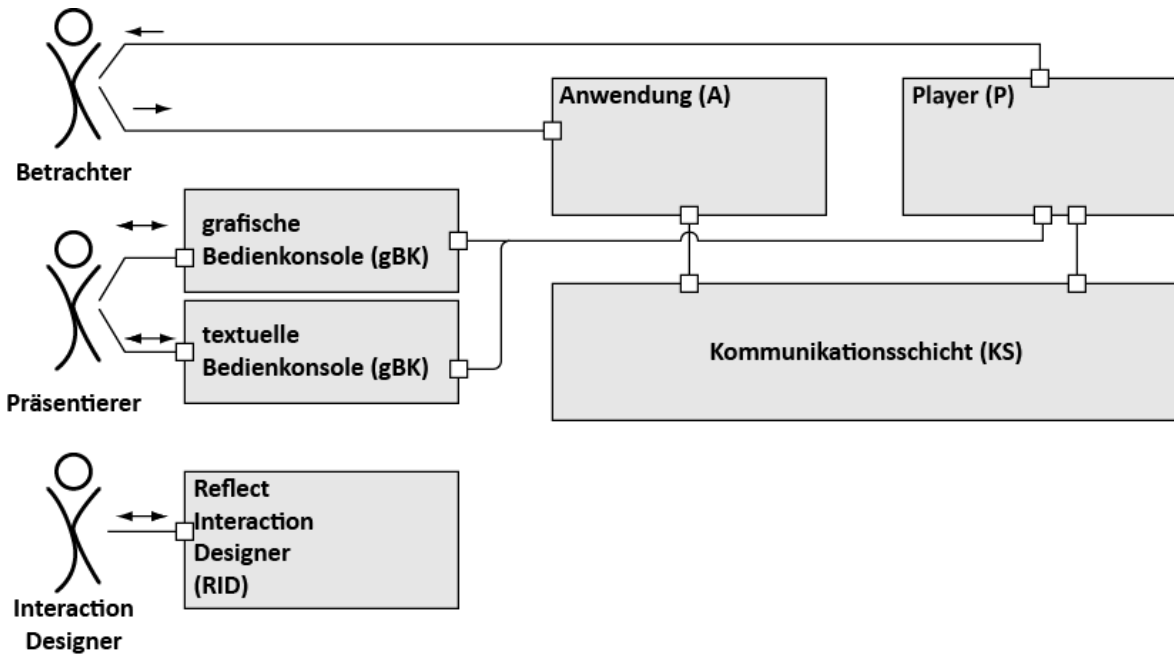 Betrachter
Anwendung (A)
Player (P)
grafische
Bedienkonsole (gBK)
textuelle
Bedienkonsole (gBK)
Präsentierer
Kommunikationsschicht (KS)
Reflect
Interaction
Designer
(RID)
Interaction
Designer